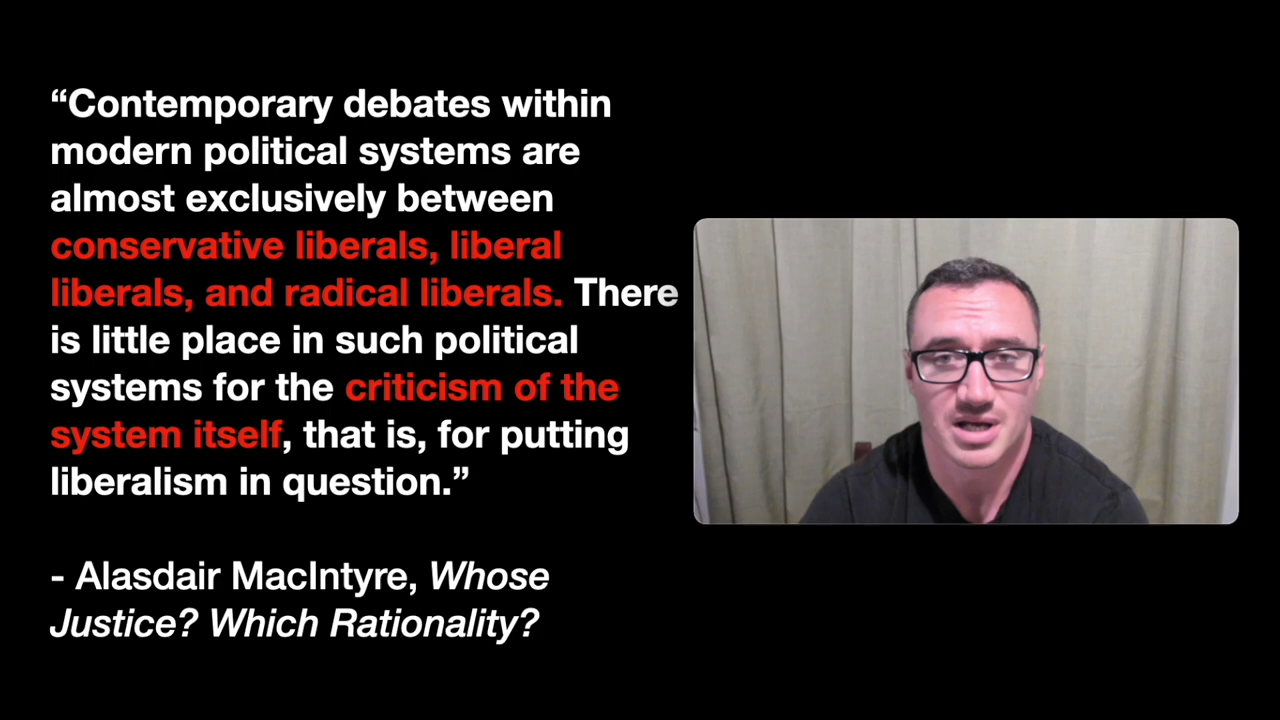 “Contemporary debates within
modern political systems are
almost exclusively between
conservative liberals, liberal
liberals, and radical liberals. There
is little place in such political
systems for the criticism of the
system itself, that is, for putting
liberalism in question.”
- Alasdair MacIntyre, Whose
Justice? Which Rationality?